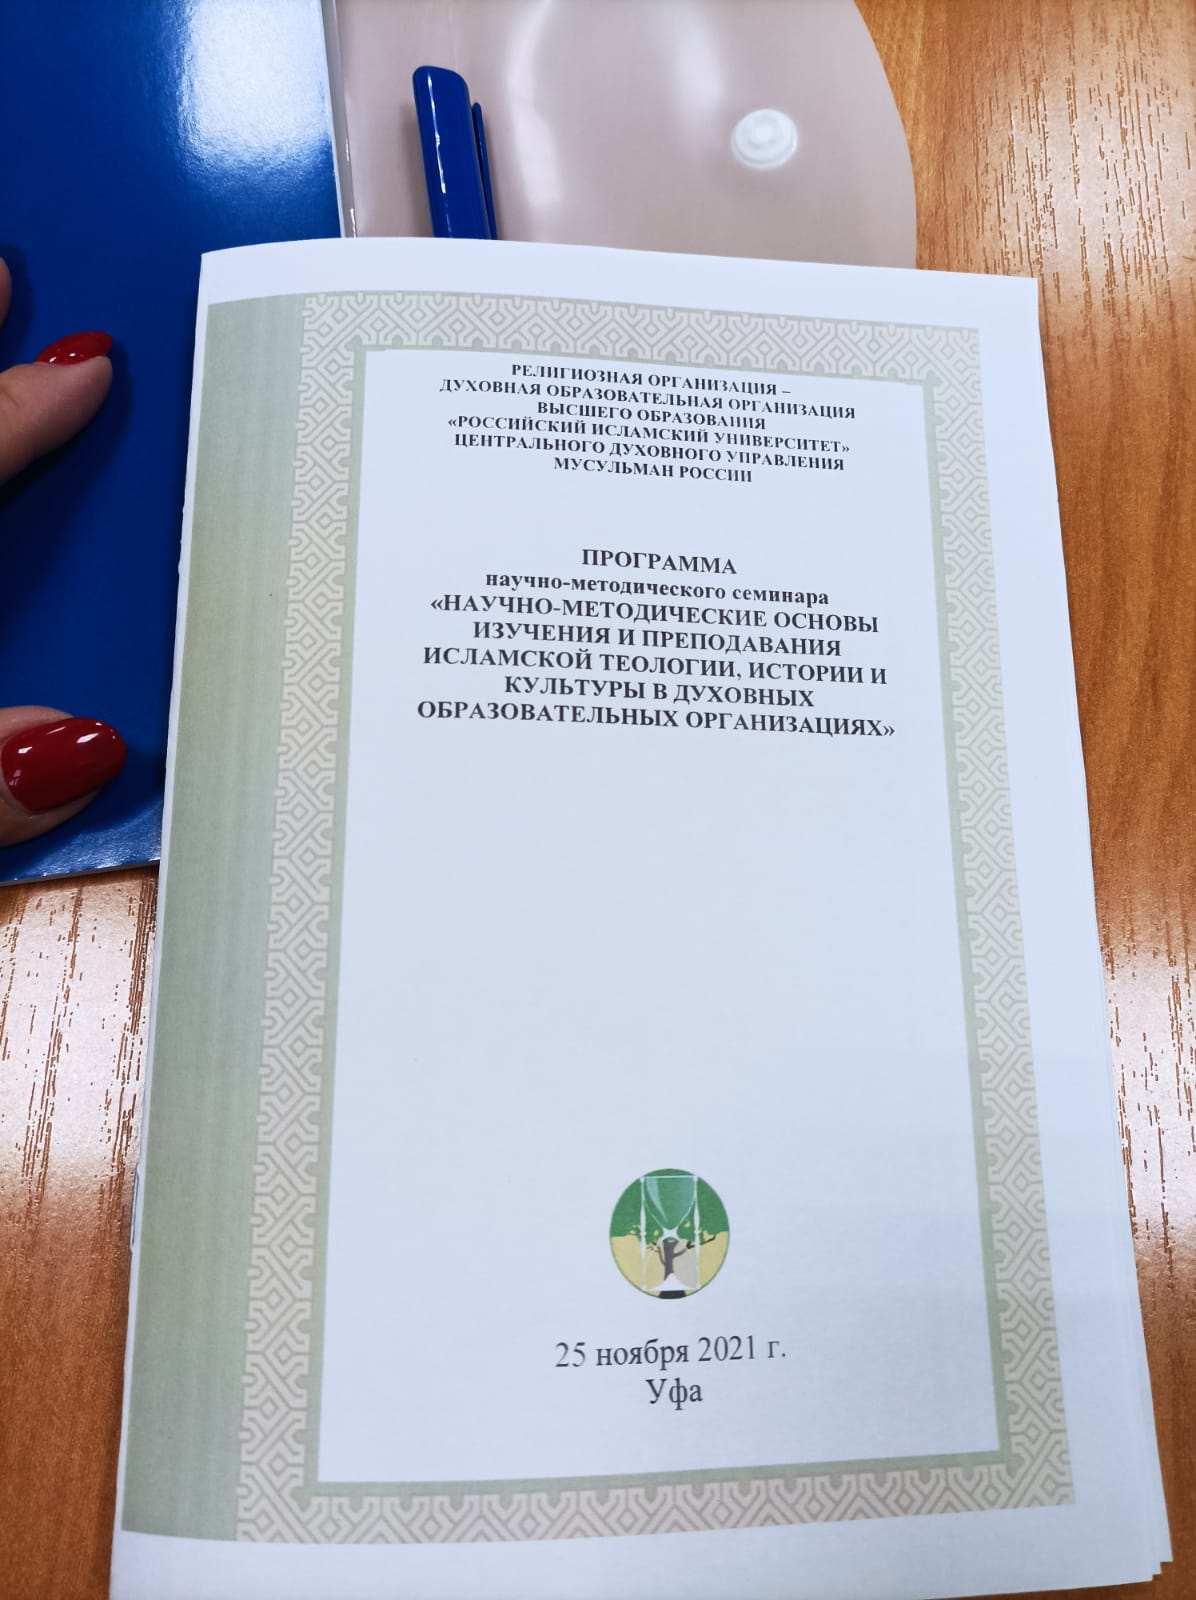 РЕЛИГИОЗНАЯ ОРГАНИЗАЦИЯ –
ДУХОВНАЯ ОБРАЗОВАТЕЛЬНАЯ ОРГАНИЗАЦИЯ
ВЫСШЕГО ОБРАЗОВАНИЯ
«РОССИЙСКИЙ ИСЛАМСКИЙ УНИВЕРСИТЕТ»
ЦЕНТРАЛЬНОГО ДУХОВНОГО УПРАВЛЕНИЯ
МУСУЛЬМАН РОССИИ
ПРОГРАММА
научно-методического семинара
«НАУЧНО-МЕТОДИЧЕСКИЕ ОСНОВЫ
ИЗУЧЕНИЯ И ПРЕПОДАВАНИЯ
ИСЛАМСКОЙ ТЕОЛОГИИ, ИСТОРИИ И
КУЛЬТУРЫ В ДУХОВНЫХ
ОБРАЗОВАТЕЛЬНЫХ ОРГАНИЗАЦИЯХ»
25 ноября 2021 г.
Уфа